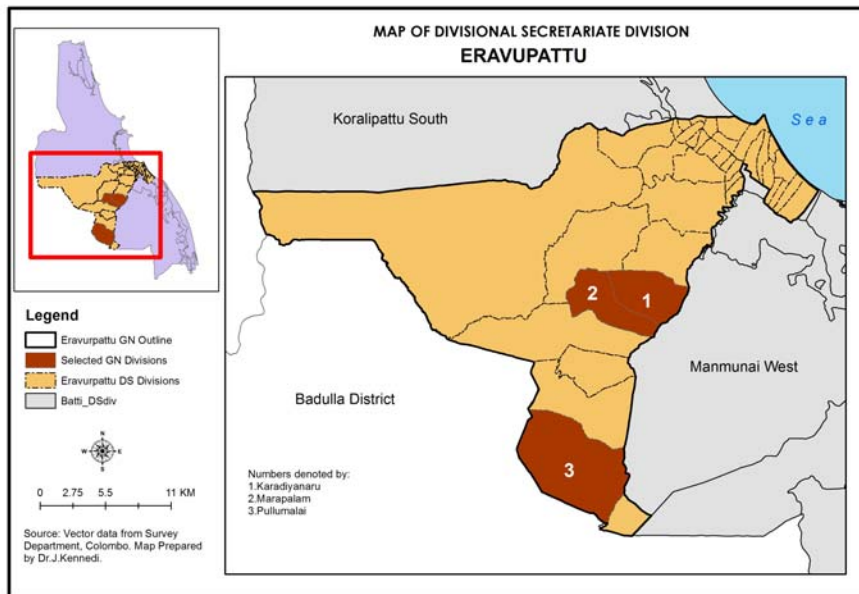 MAP OF DIVISIONAL SECRETARIATE DIVISION
ERAVUPATTU
Koralipattu South
Sea
2
1
Manmunai West
Badulla District
3
Numbers denoted by:
1.Karadiyanaru
2.Marapalam
3.Pullumalai
Legend
Eravurpattu GN Outline
Selected GN Divisions
Eravurpattu DS Divisions
Batti_DSdiv
N
W E
S
0 2.75 5.5 11 KM
Source: Vector data from Survey
Department, Colombo. Map Prepared
by Dr.J.Kennedi.